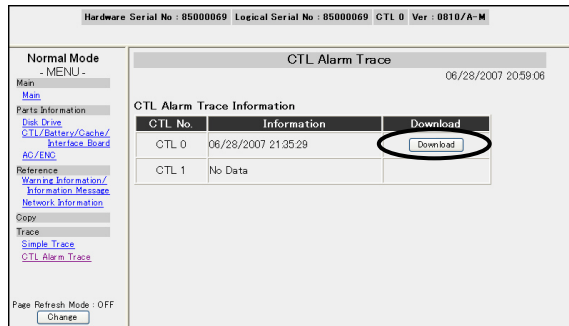 Hardware Serial No : 85000069 Logical Serial No : 85000069 CTL 0 Ver : 0810/A-M
Normal Mode
- MENU -
Main
Main
Parts Information
Disk Drive
CTL/Battery/Cache/
Interface Board
AC/ENC
Reference
Warning Information/
Information Message
Network Information
Copy
Trace
Simple Trace
CTL Alarm Trace
Page Refresh Mode : OFF
Change
CTL Alarm Trace
06/28/2007 20:59:06
CTL Alarm Trace Information
CTL No. Information Download
CTL 0 06/28/2007 21:35:29 Download
CTL 1 No Data